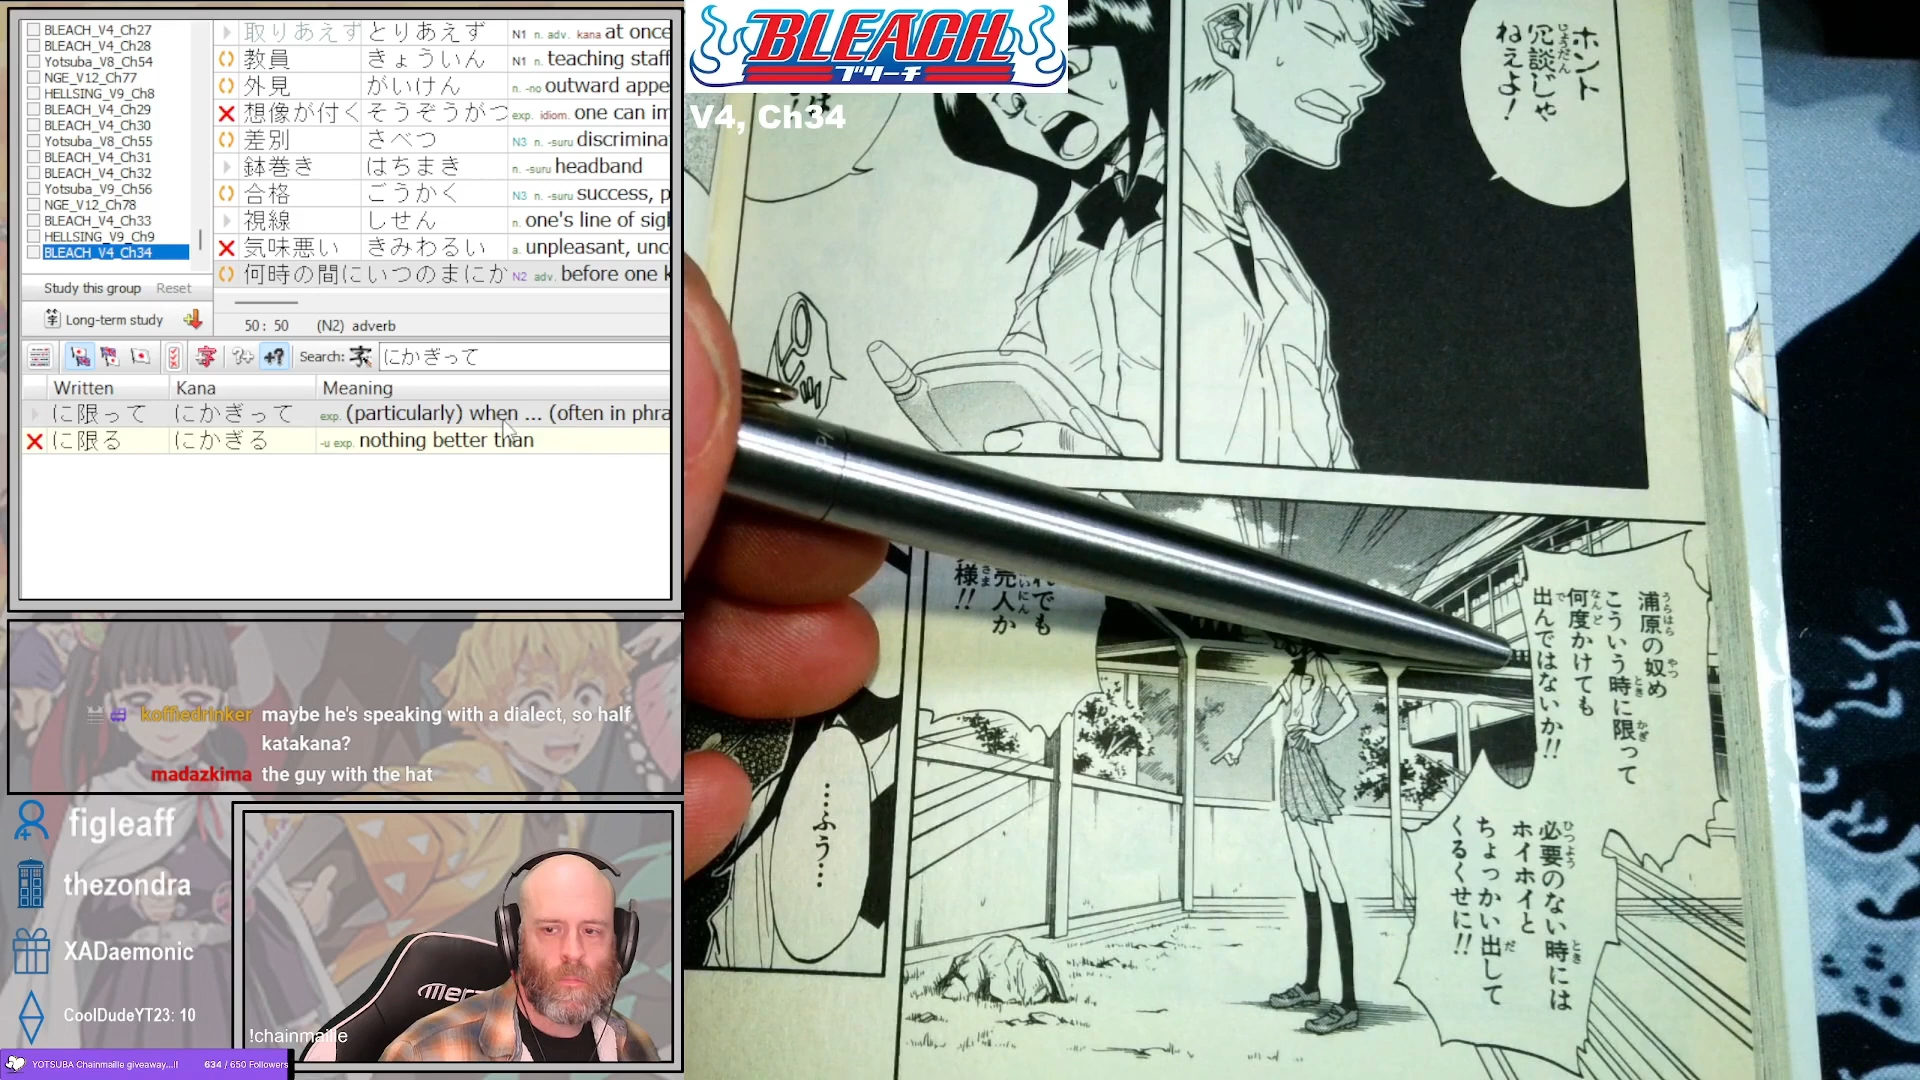 BLEACH_V4_Ch27
BLEACH_V4_Ch28
Yotsuba_V8_Ch54
NGE_V12_Ch77
HELLSING_V9_Ch8
BLEACH_V4_Ch29
BLEACH_V4_Ch30
Yotsuba_V8_Ch55
BLEACH_V4_Ch31
BLEACH_V4_Ch32
Yotsuba_V9_Ch56
NGE_V12_Ch78
BLEACH_V4_Ch33
HELLSING_V9_Ch9
BLEACH_V4_Ch34
Study this group Reset
Long-term study
取りあえず とりあえず N1 n. adv. kana at once
教員 きょういん N1 n. teaching staff
外見 がいけん n. -no outward appe
想像が付く そうぞうがつ exp. idiom. one can im
差別 さべつ N3 n. -suru discrimina
鉢巻き はちまき n. -suru headband
合格 ごうかく N3 n. -suru success, p
視線 しせん n. one's line of sig
気味悪い きみわるい a. unpleasant, unc
何時の間に いつのまにか N2 adv. before one k
50: 50 (N2) adverb
Search: にかぎって
Written Kana Meaning
に限って にかぎって exp. (particularly) when ... (often in phra
に限る にかぎる -u exp. nothing better than
koffiedrinker maybe he's speaking with a dialect, so half
katakana?
madazkima the guy with the hat
figleaff
thezondra
XADaemonic
CoolDudeYT23: 10
YOTSUBA Chainmaille giveaway...!! 634 / 650 Followers
!chainmaille
BLEACH
ブリーチ
V4, Ch34
ホント
冗談じゃ
ねぇよ!
浦原の奴め
こういう時に限って
何度かけても
出んではないか!!
必要のない時には
ホイホイと
ちょっかい出して
くるくせに!!
れでも
売人か
様!!
…ふう…